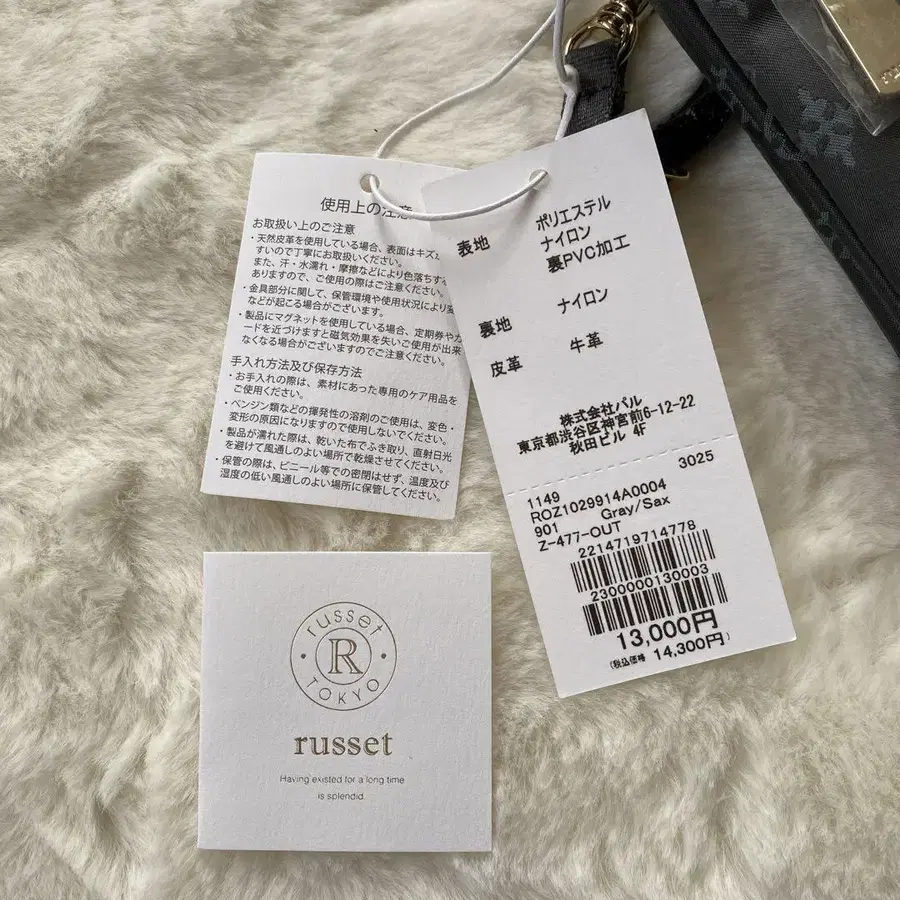 使用上の注意
お取扱い上のご注意
・天然皮革を使用している場合、表面はキズが
すいので丁寧にお取扱いください。
また、汗・水濡れ・摩擦などにより色落ちする
ありますので、ご使用の際はご注意ください。
・金具部分に関して、保管環境や使用状況により変
などが起こる場合がございます。
・製品にマグネットを使用している場合、定期券やカ
ードを近づけますと磁気効果を失いご使用が出来
なくなる場合がございますのでご注意ください。
手入れ方法及び保存方法
・お手入れの際は、素材にあった専用のケア用品を
ご使用ください。
・ベンジン類などの揮発性の溶剤のご使用は、変色・
変形の原因になりますので使用しないでください。
・製品が濡れた際は、乾いた布でふき取り、直射日光
を避けて風通しのよい場所で乾燥させてください。
・保管の際は、ビニール等での密閉はせず、温度及び
湿度の低い風通しのよい場所に保管してください。
表地 ポリエステル
ナイロン
裏PVC加工
裏地 ナイロン
皮革 牛革
株式会社パル
東京都渋谷区神宮前6-12-22
秋田ビル 4F
3025
1149
ROZ1029914A0004
901 Gray/Sax
Z-477-OUT
2214719714778
2300000130003
13,000円
(税込価格 14,300円)
russet
R
TOKYO
russet
Having existed for a long time
is splendid.